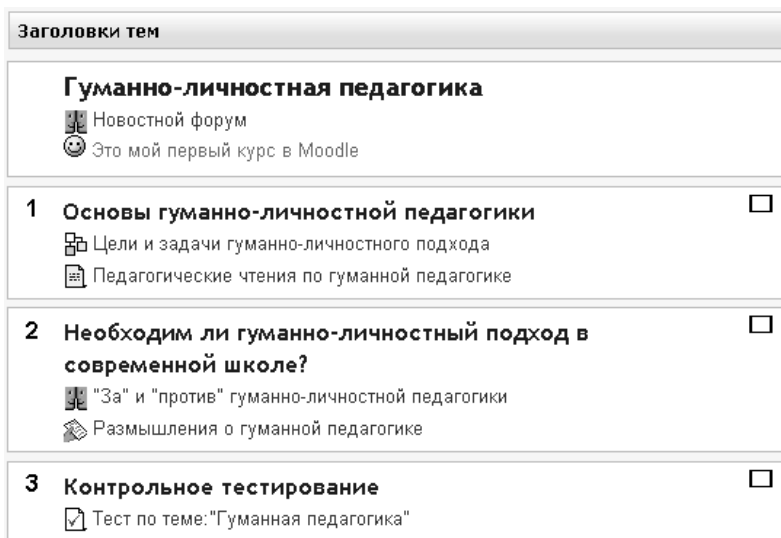 Заголовки тем
Гуманно-личностная педагогика
Новостной форум
Это мой первый курс в Moodle
1 Основы гуманно-личностной педагогики
Цели и задачи гуманно-личностного подхода
Педагогические чтения по гуманной педагогике
2 Необходим ли гуманно-личностный подход в
современной школе?
"За" и "против" гуманно-личностной педагогики
Размышления о гуманной педагогике
3 Контрольное тестирование
Тест по теме:"Гуманная педагогика"